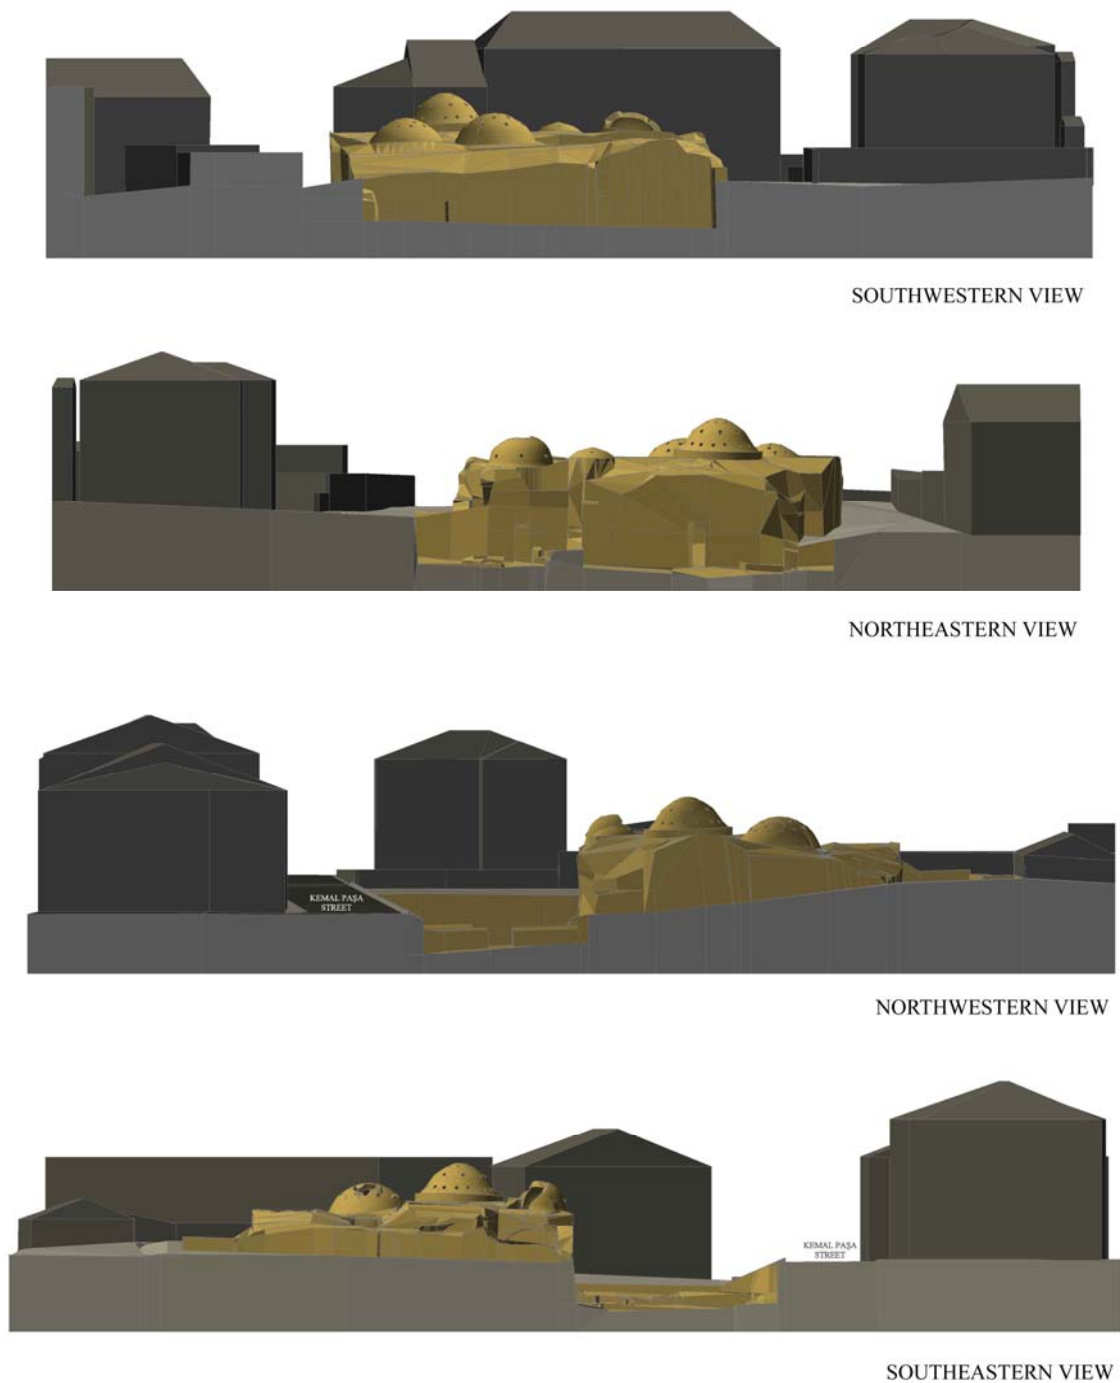 SOUTHWESTERN VIEW
NORTHEASTERN VIEW
KEMAL PAŞA
STREET
NORTHWESTERN VIEW
KEMAL PAŞA
STREET
SOUTHEASTERN VIEW